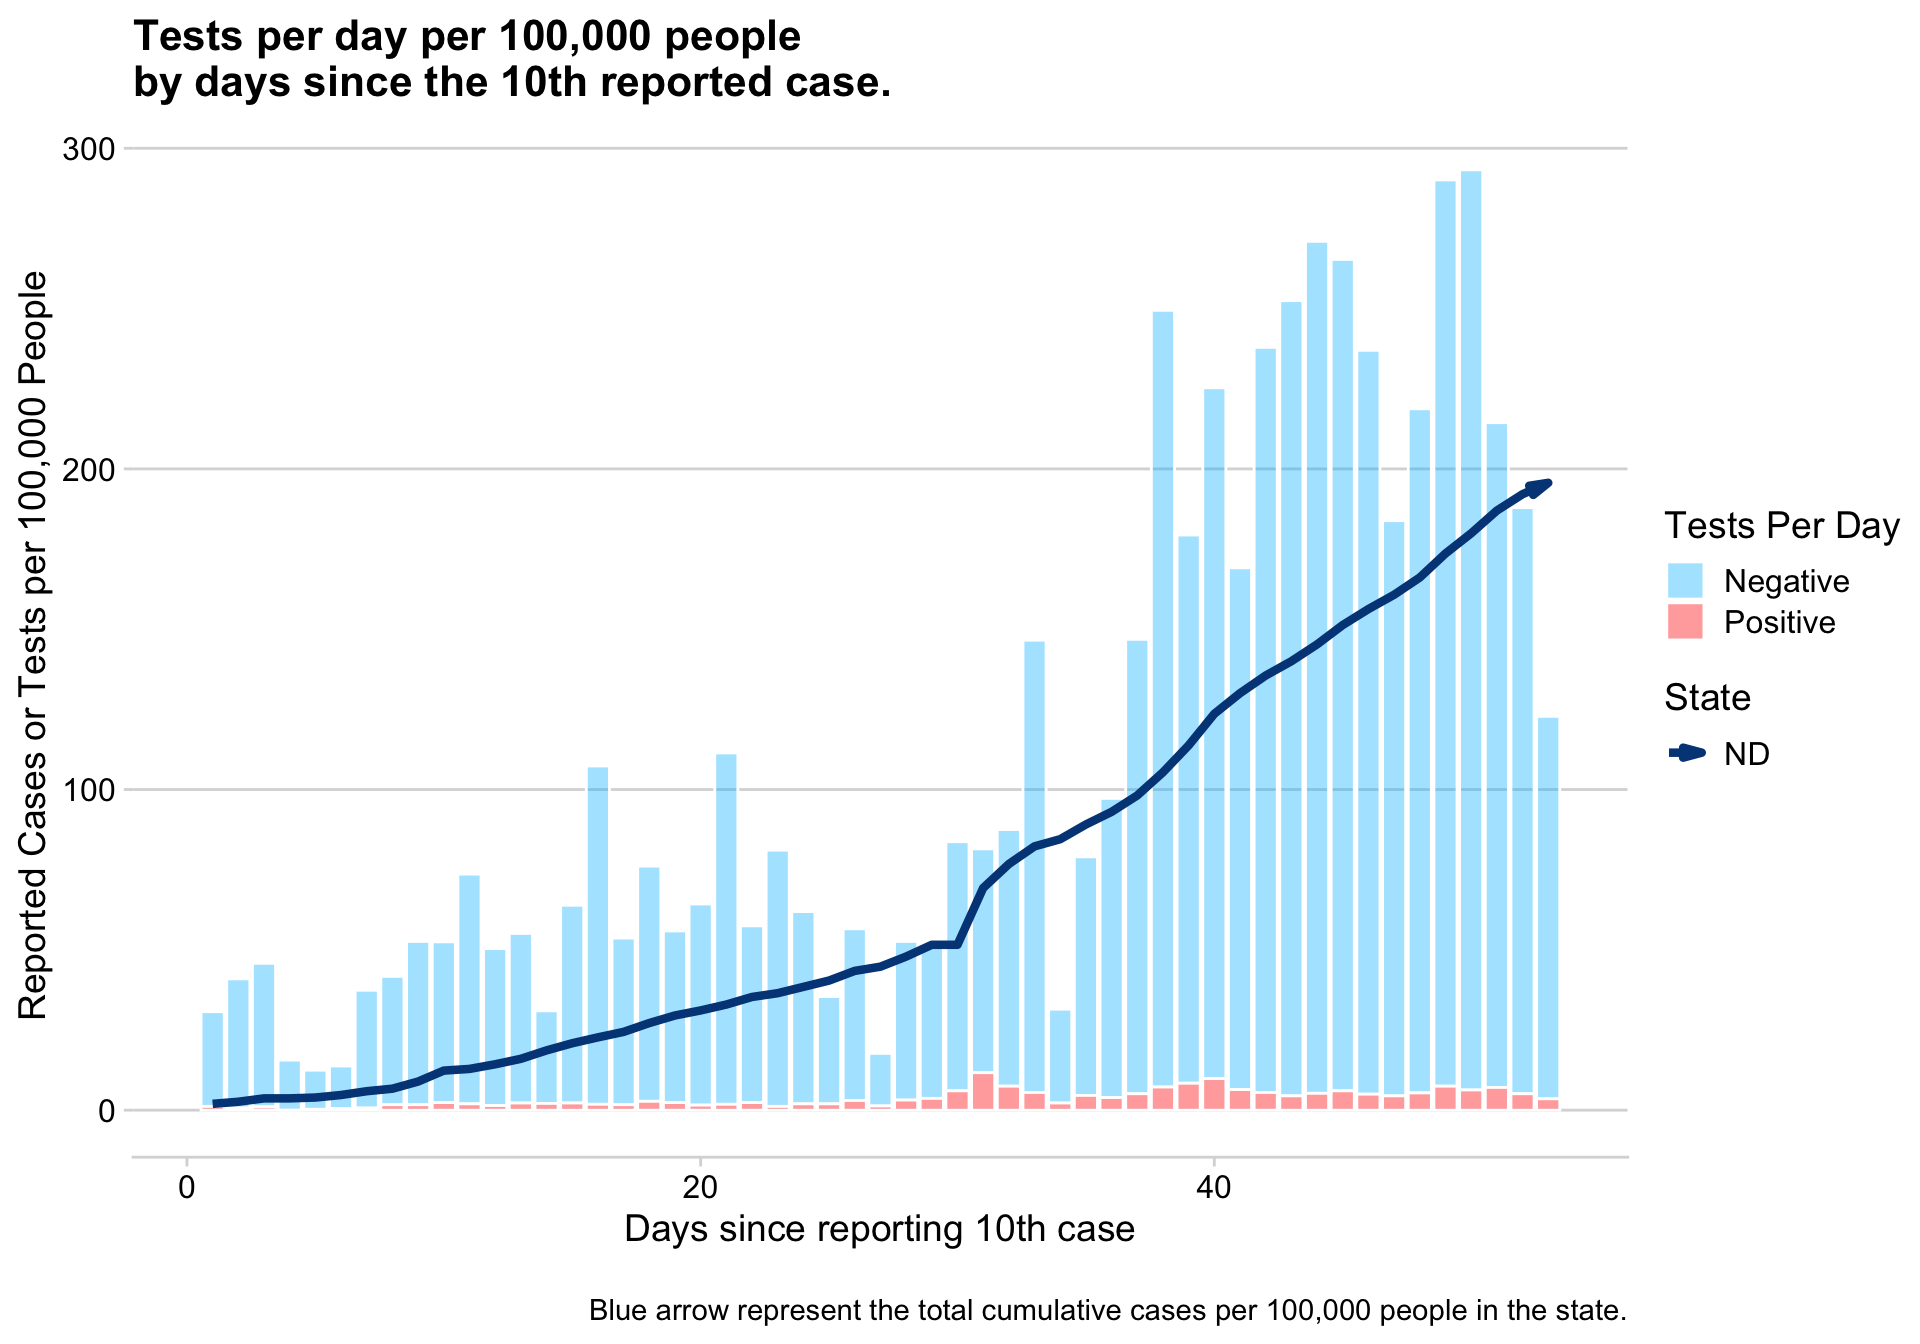 Tests per day per 100,000 people
by days since the 10th reported case.
Reported Cases or Tests per 100,000 People
300
200
100
0
0
20
40
Days since reporting 10th case
Tests Per Day
Negative
Positive
State
ND
Blue arrow represent the total cumulative cases per 100,000 people in the state.